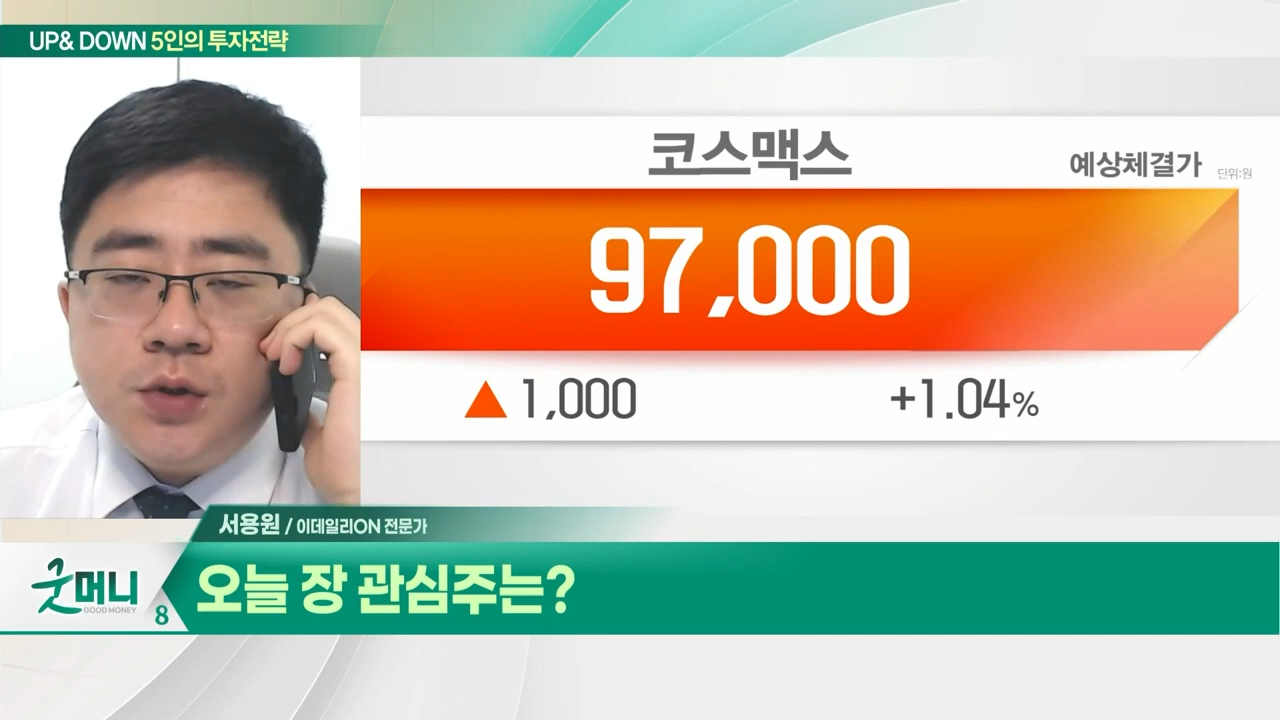 UP& DOWN 5인의 투자전략
코스맥스
예상체결가 단위:원
97,000
▲ 1,000 +1.04%
서용원 / 이데일리ON 전문가
굿머니
GOOD MONEY
8
오늘 장 관심주는?